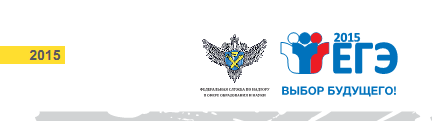 2015
ФЕДЕРАЛЬНАЯ СЛУЖБА ПО НАДЗОРУ
В СФЕРЕ ОБРАЗОВАНИЯ И НАУКИ
2015
ЕГЭ
ВЫБОР БУДУЩЕГО!